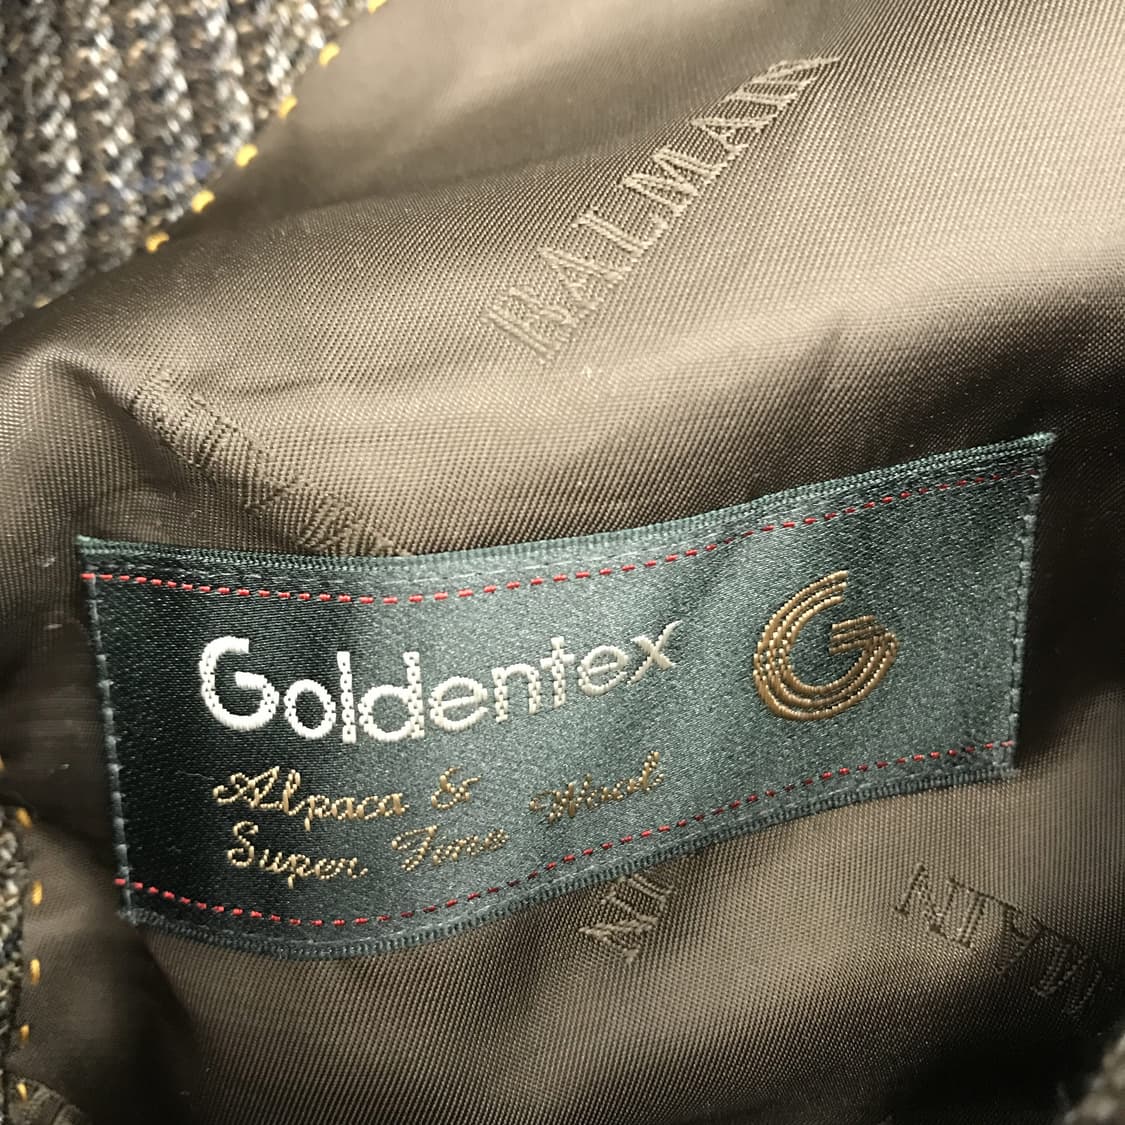 BALMAIN
Goldentex
Alpaca &
Super Fine Wool
G